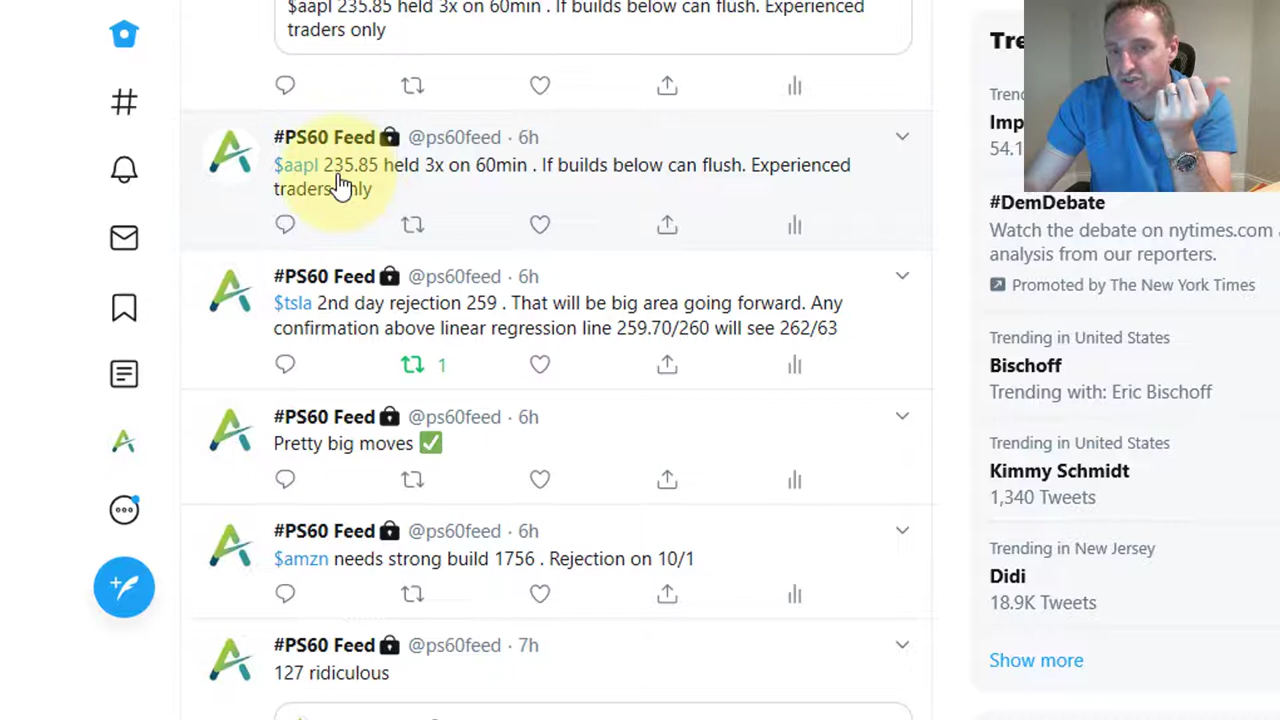 $aapl 235.85 held 3x on 60min . If builds below can flush. Experienced
traders only
#PS60 Feed @ps60feed · 6h
$aapl 235.85 held 3x on 60min . If builds below can flush. Experienced
traders only
#PS60 Feed @ps60feed · 6h
$tsla 2nd day rejection 259 . That will be big area going forward. Any
confirmation above linear regression line 259.70/260 will see 262/63
1
#PS60 Feed @ps60feed · 6h
Pretty big moves ✅
#PS60 Feed @ps60feed · 6h
$amzn needs strong build 1756 . Rejection on 10/1
#PS60 Feed @ps60feed · 7h
127 ridiculous
Tre
Trend
Imp
54.1
#DemDebate
Watch the debate on nytimes.com
analysis from our reporters.
Promoted by The New York Times
Trending in United States
Bischoff
Trending with: Eric Bischoff
Trending in United States
Kimmy Schmidt
1,340 Tweets
Trending in New Jersey
Didi
18.9K Tweets
Show more